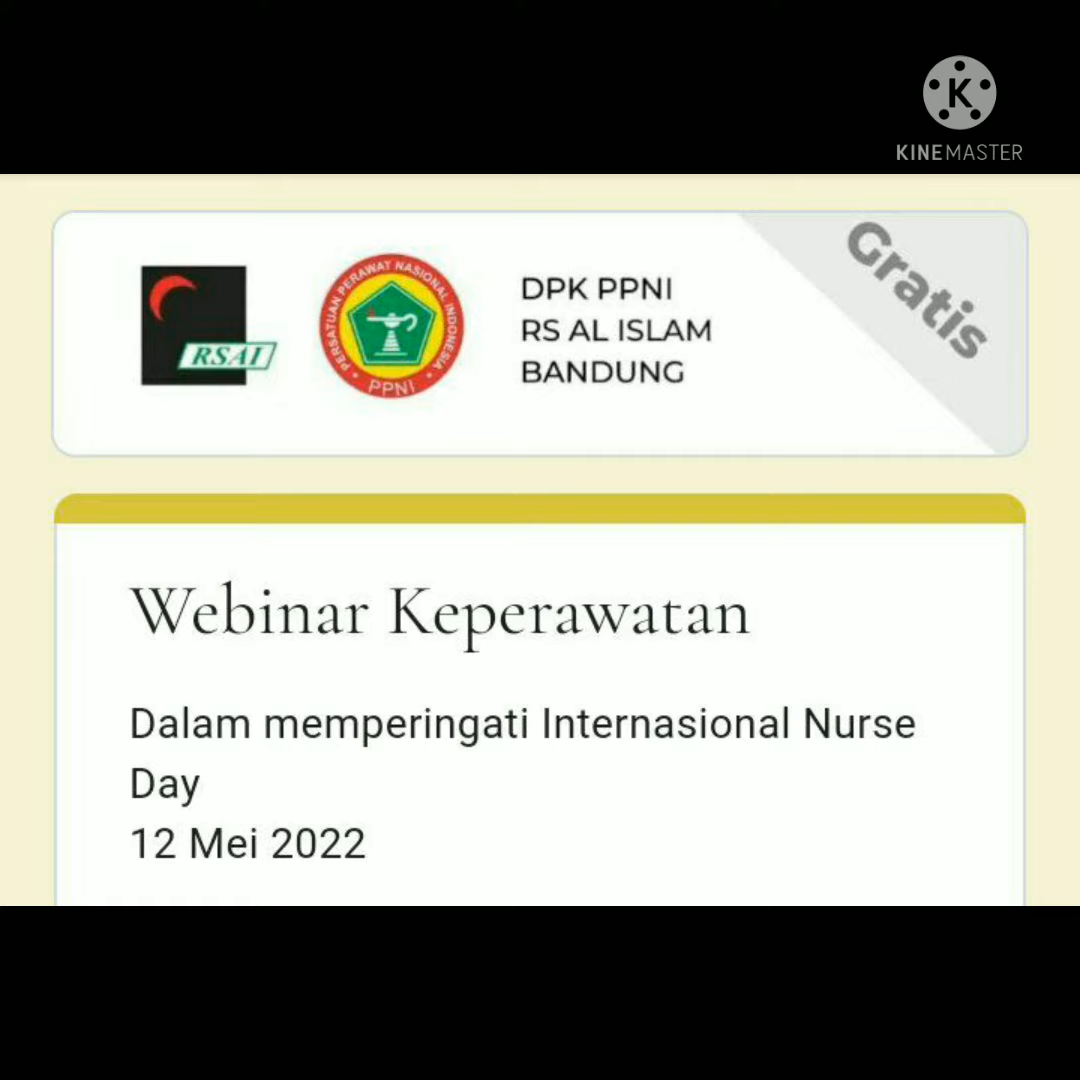 K
KINEMASTER
Gratis
RSAI
PERSATUAN PERAWAT NASIONAL INDONESIA
PPNI
DPK PPNI
RS AL ISLAM
BANDUNG
Webinar Keperawatan
Dalam memperingati Internasional Nurse
Day
12 Mei 2022